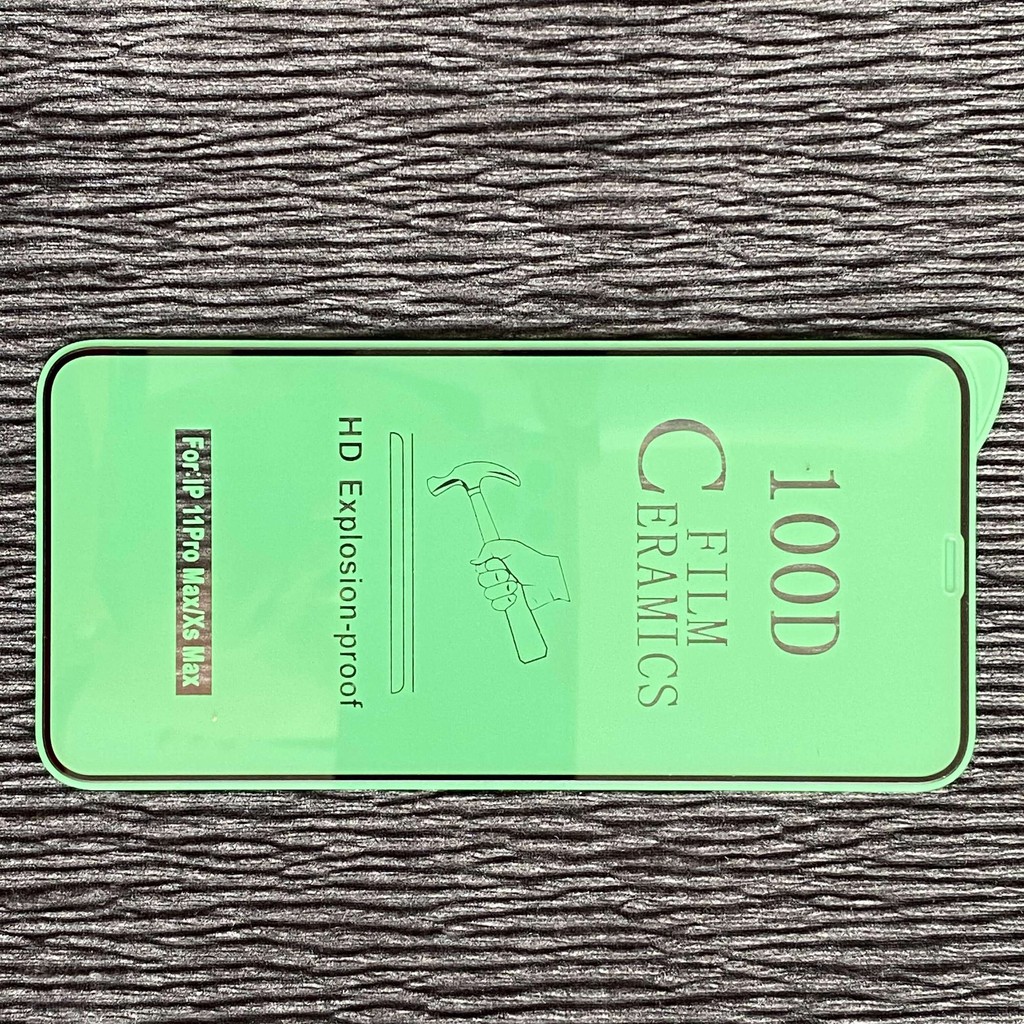 100D
FILM
CERAMICS
HD Explosion-proof
For:IP 11Pro Max/Xs Max